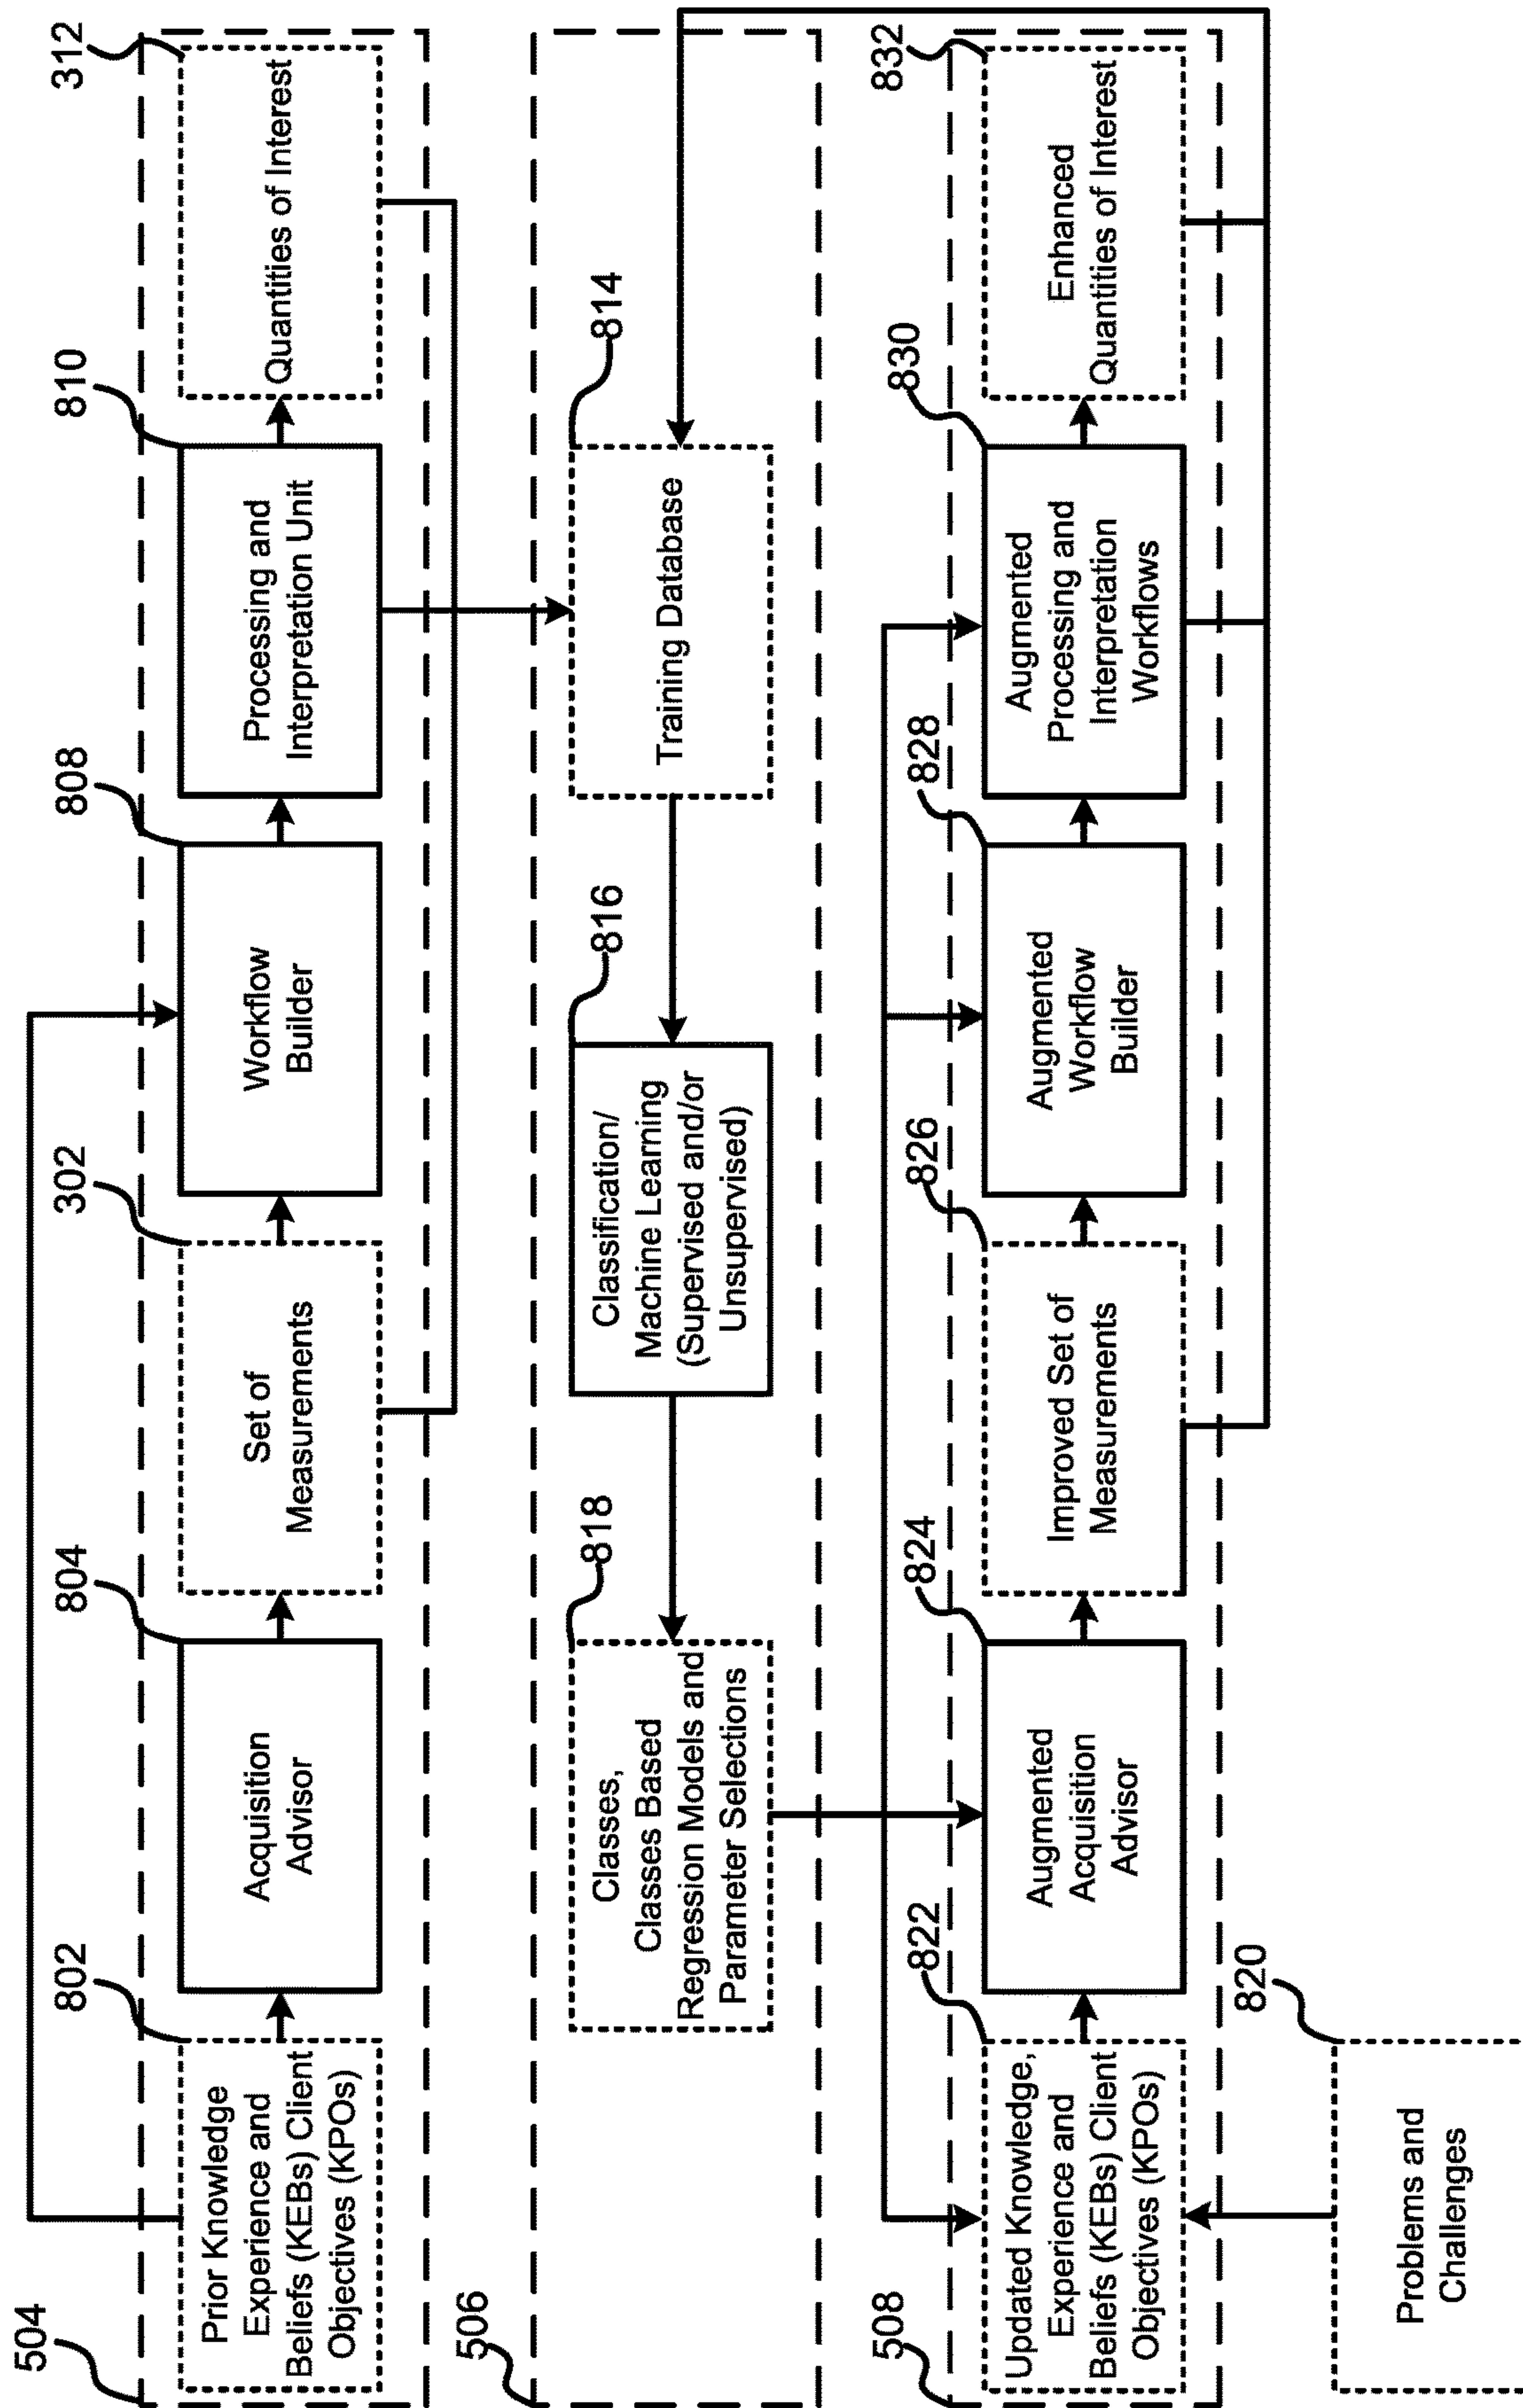 504
802
Prior Knowledge
Experience and
Beliefs (KEBs) Client
Objectives (KPOs)
804
Acquisition
Advisor
302
Set of
Measurements
808
Workflow
Builder
810
Processing and
Interpretation Unit
312
Quantities of Interest
506
818
Classes,
Classes Based
Regression Models and
Parameter Selections
816
Classification/
Machine Learning
(Supervised and/or
Unsupervised)
814
Training Database
508
822
Updated Knowledge,
Experience and
Beliefs (KEBs) Client
Objectives (KPOs)
824
Augmented
Acquisition
Advisor
826
Improved Set of
Measurements
828
Augmented
Workflow
Builder
830
Augmented
Processing and
Interpretation
Workflows
832
Enhanced
Quantities of Interest
820
Problems and
Challenges